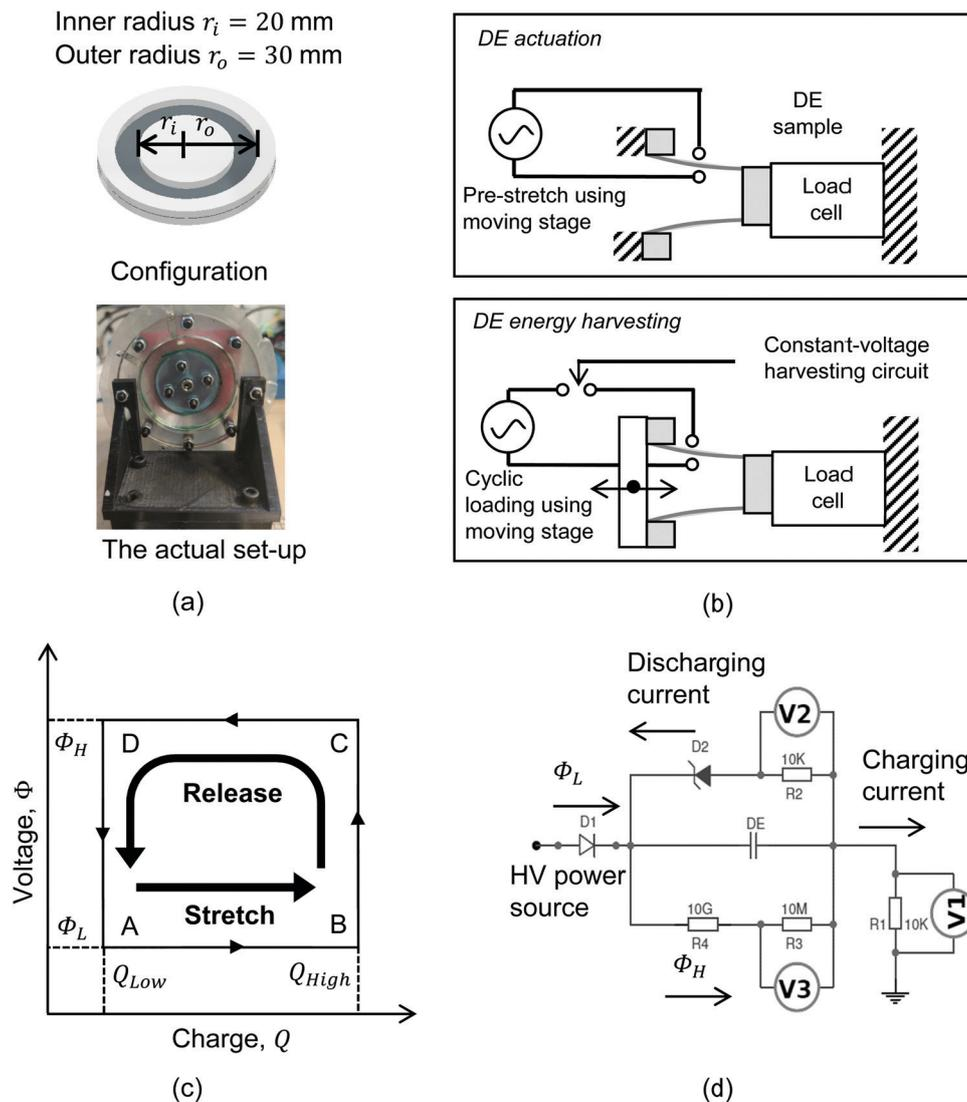 Inner radius r_i = 20 mm
Outer radius r_o = 30 mm
r_i r_o
Configuration
The actual set-up
(a)
DE actuation
DE
sample
Pre-stretch using
moving stage
Load
cell
DE energy harvesting
Constant-voltage
harvesting circuit
Cyclic
loading using
moving stage
Load
cell
(b)
Voltage, Φ
Φ_H
D
C
Release
Stretch
Φ_L
A
B
Q_Low
Q_High
Charge, Q
(c)
Discharging
current
V2
D2
10K
R2
Φ_L
Charging
current
D1
DE
HV power
source
10G
R4
10M
R3
R1
10K
V1
Φ_H
V3
(d)